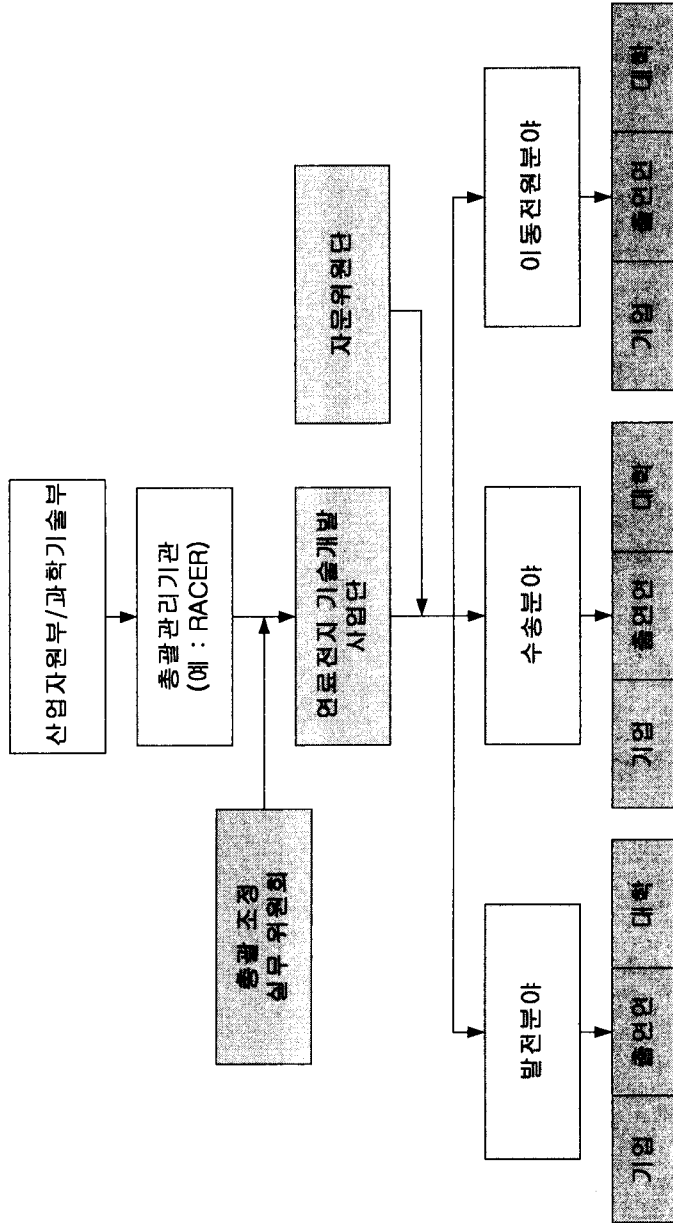 산업자원부/과학기술부
총괄관리기관
(예 : RACER)
총괄 조정
실무 위원회
연료전지 기술개발
사업단
자문위원단
발전분야
수송분야
이동전원분야
기업
출연연
대학
기업
출연연
대학
기업
출연연
대학